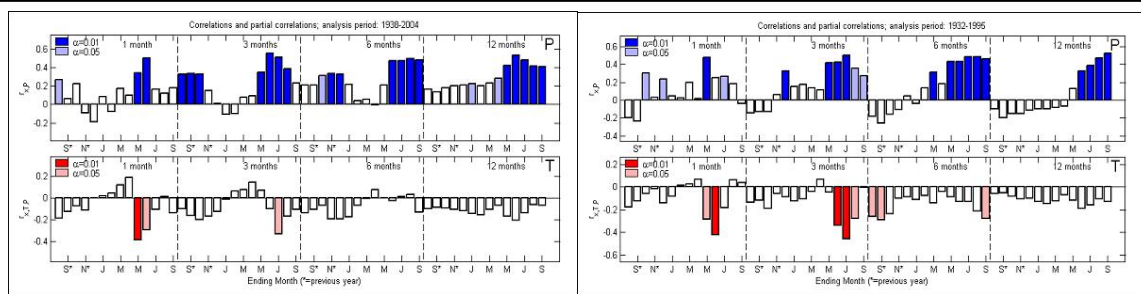 Correlations and partial correlations; analysis period: 1938-2004
P
α=0.01
α=0.05
1 month
3 months
6 months
12 months
0.6
0.4
0.2
0
-0.2
r x,P
S* N* J M M J S N* J M M J S N* J M M J S N* J M M J S
T
α=0.01
α=0.05
1 month
3 months
6 months
12 months
0.2
0
-0.2
-0.4
r x,T.P
S* N* J M M J S N* J M M J S N* J M M J S N* J M M J S
Ending Month (*=previous year)
Correlations and partial correlations; analysis period: 1932-1995
P
α=0.01
α=0.05
1 month
3 months
6 months
12 months
0.6
0.4
0.2
0
-0.2
r x,P
S* N* J M M J S N* J M M J S N* J M M J S N* J M M J S
T
α=0.01
α=0.05
1 month
3 months
6 months
12 months
0.2
0
-0.2
-0.4
-0.6
r x,T.P
S* N* J M M J S N* J M M J S N* J M M J S N* J M M J S
Ending Month (*=previous year)